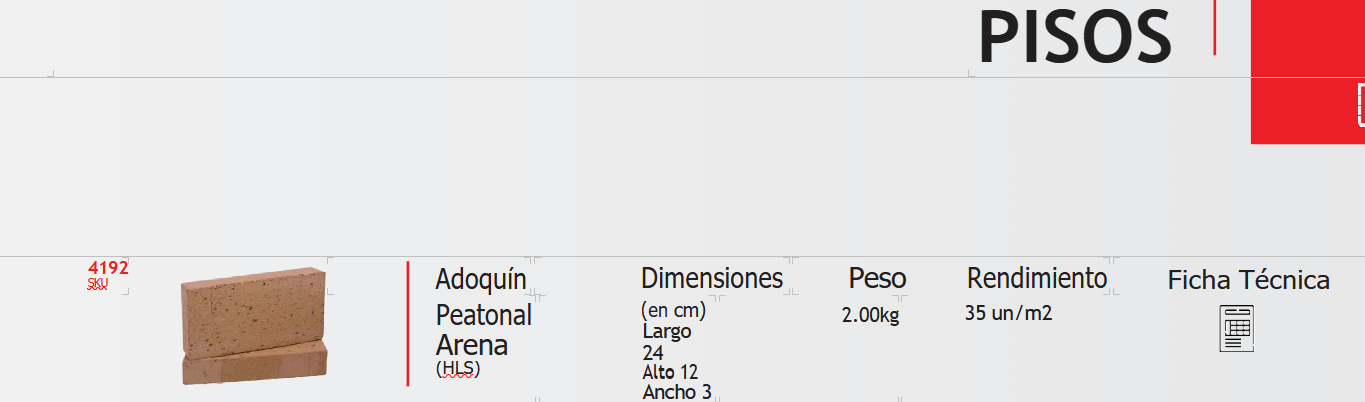 PISOS
4192
SKU
Adoquín
Peatonal
Arena
(HLS)
Dimensiones
(en cm)
Largo
24
Alto 12
Ancho 3
Peso
2.00kg
Rendimiento
35 un/m2
Ficha Técnica